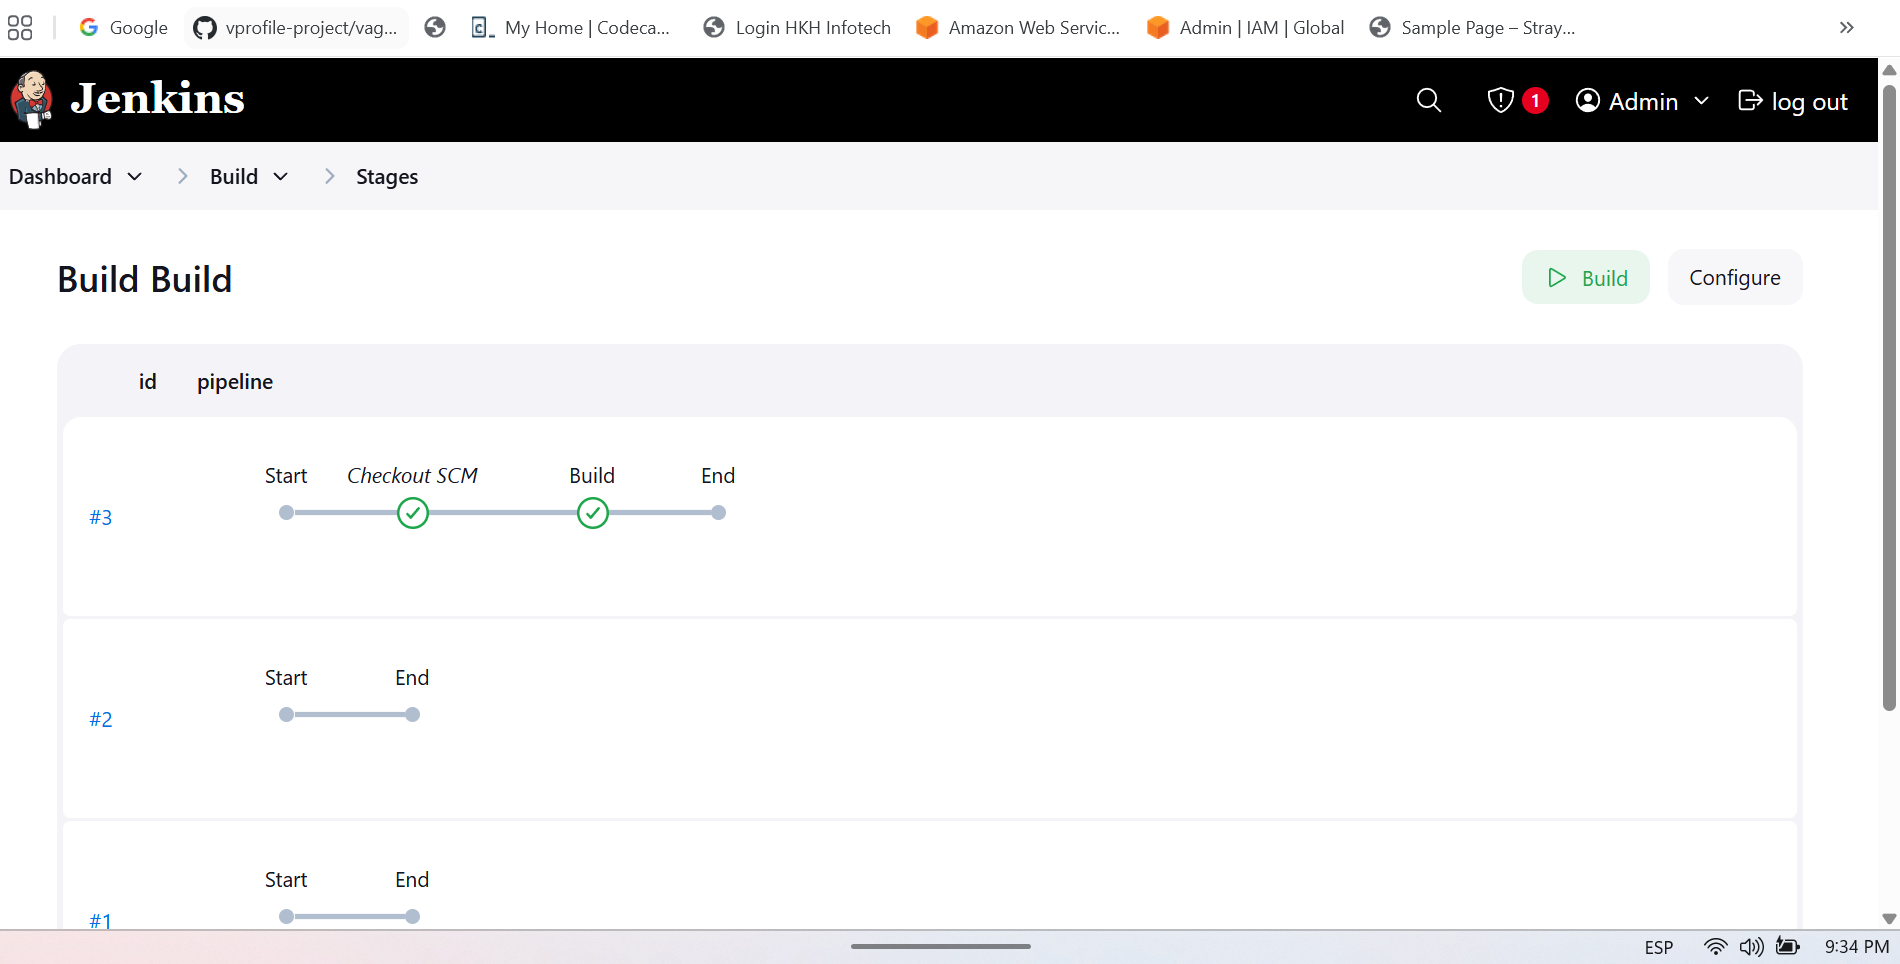 Google vprofile-project/vag... My Home | Codeca... Login HKH Infotech Amazon Web Servic... Admin | IAM | Global Sample Page – Stray... »
Jenkins 1 Admin log out
Dashboard Build Stages
Build Build Build Configure
id pipeline
Start Checkout SCM Build End
#3
Start End
#2
Start End
#1
ESP 9:34 PM